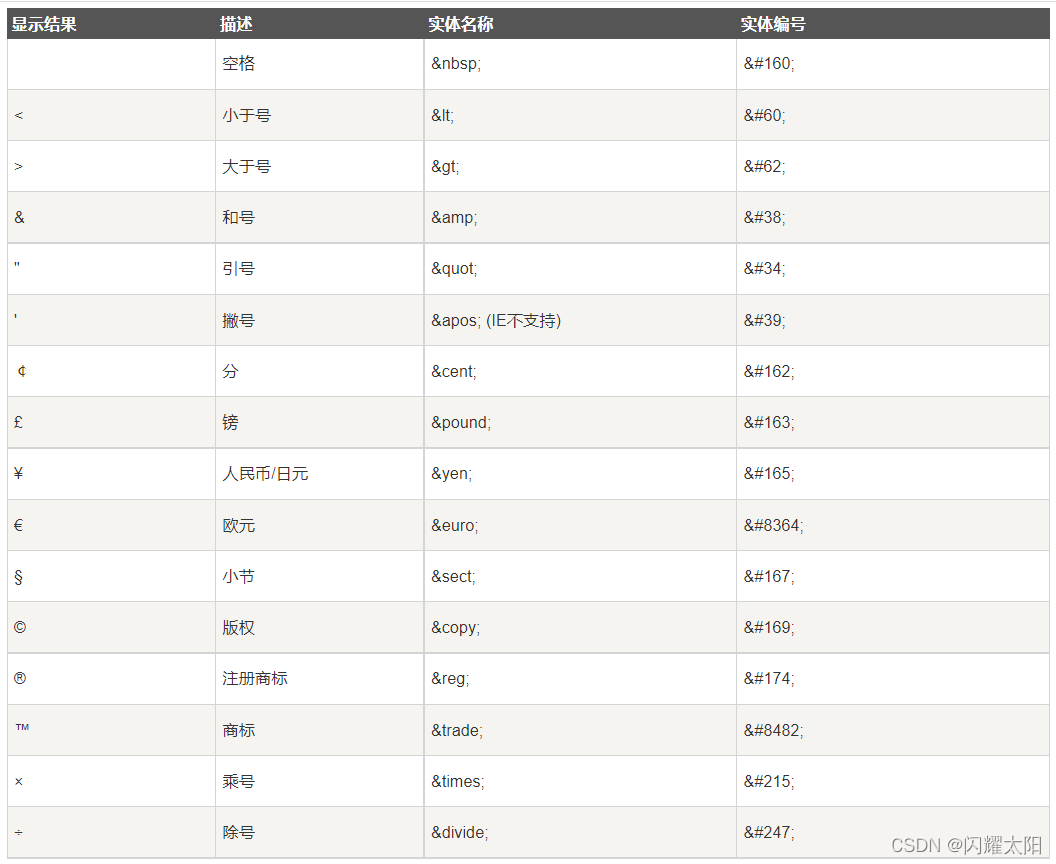 显示结果 描述 实体名称 实体编号
空格 &nbsp; &#160;
< 小于号 &lt; &#60;
> 大于号 &gt; &#62;
& 和号 &amp; &#38;
" 引号 &quot; &#34;
' 撇号 &apos; (IE不支持) &#39;
￠ 分 &cent; &#162;
£ 镑 &pound; &#163;
¥ 人民币/日元 &yen; &#165;
€ 欧元 &euro; &#8364;
§ 小节 &sect; &#167;
© 版权 &copy; &#169;
® 注册商标 &reg; &#174;
™ 商标 &trade; &#8482;
× 乘号 &times; &#215;
÷ 除号 &divide; &#247;
CSDN @闪耀太阳